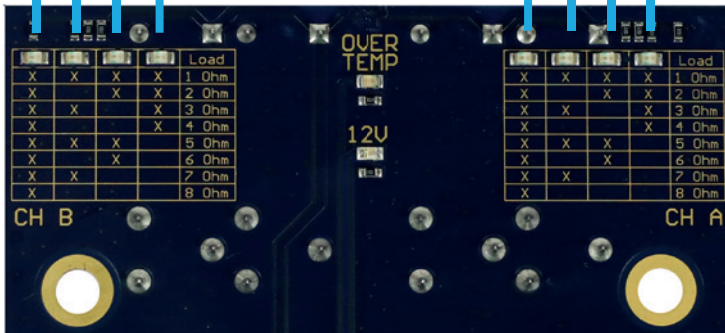 OVER
TEMP
12V
Load
X X X X 1 Ohm
X X X 2 Ohm
X X X 3 Ohm
X X 4 Ohm
X X X 5 Ohm
X X 6 Ohm
X X 7 Ohm
X 8 Ohm
CH B
Load
X X X X 1 Ohm
X X X 2 Ohm
X X X 3 Ohm
X X 4 Ohm
X X X 5 Ohm
X X 6 Ohm
X X 7 Ohm
X 8 Ohm
CH A